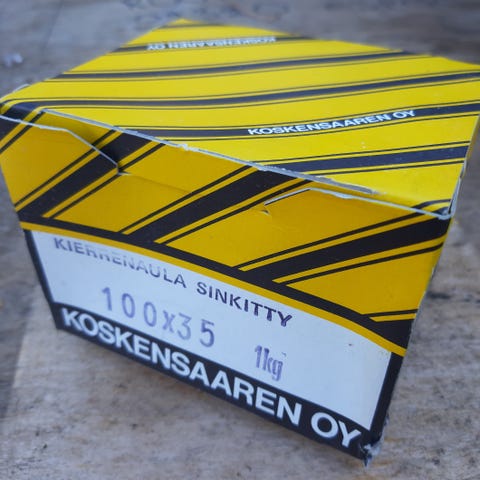 KOSKENSAAREN OY
KOSKENSAAREN OY
KIERRENAULA SINKITTY
100x35 1kg
KOSKENSAAREN OY